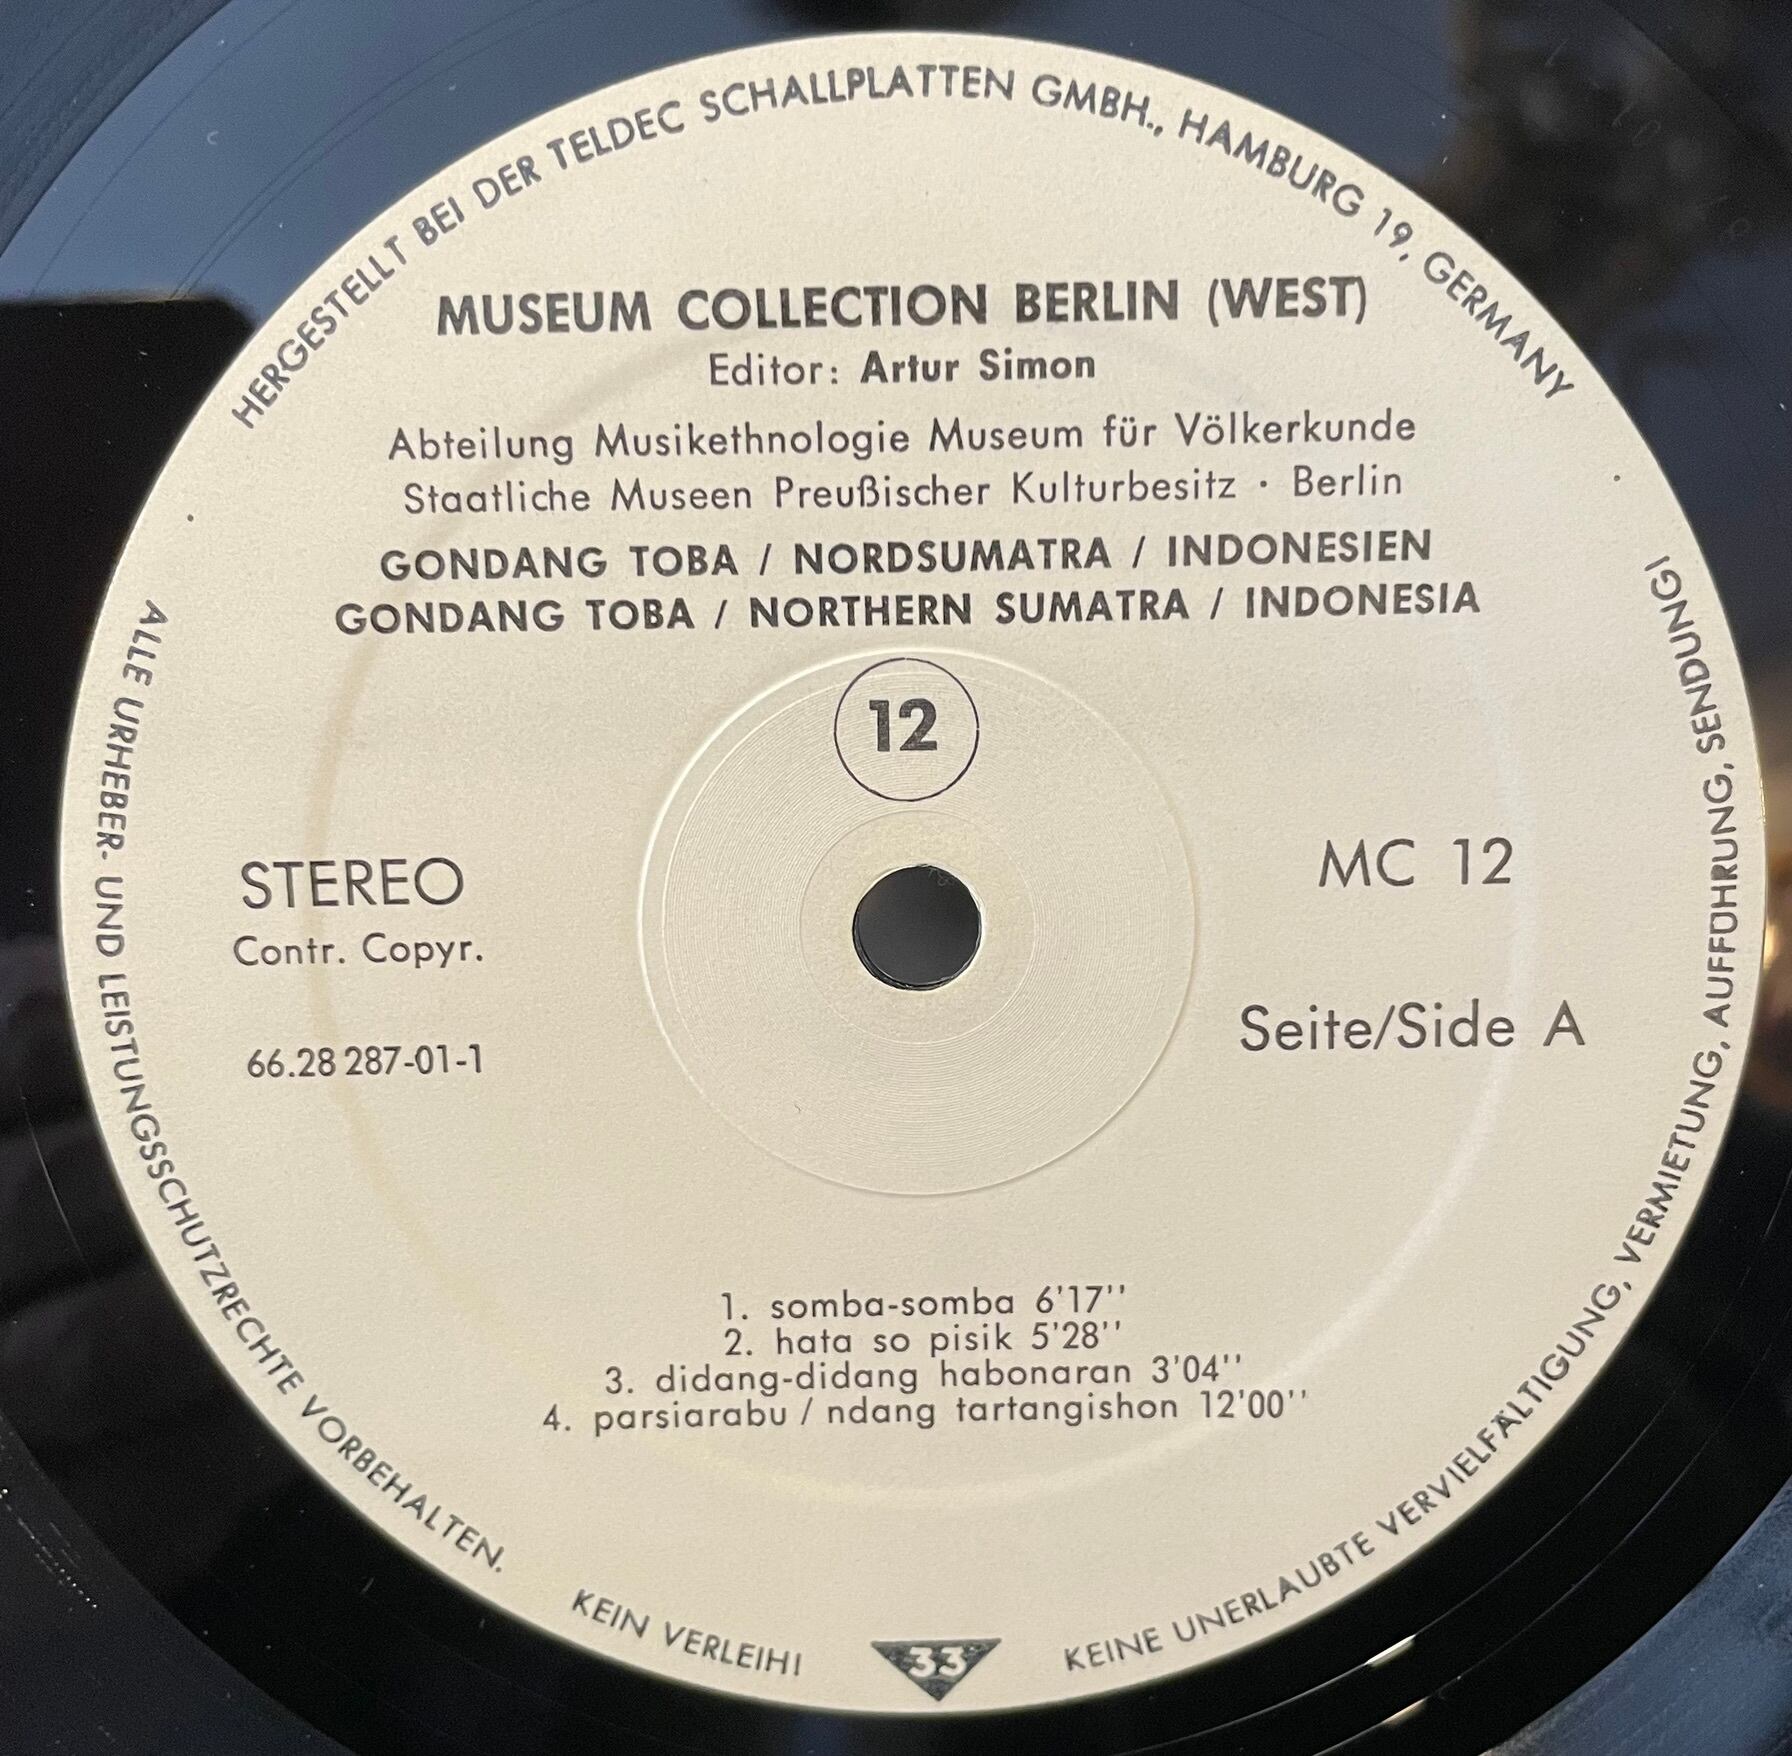 HERGESTELLT BEI DER TELDEC SCHALLPLATTEN GMBH., HAMBURG 19, GERMANY
MUSEUM COLLECTION BERLIN (WEST)
Editor: Artur Simon
Abteilung Musikethnologie Museum für Völkerkunde
Staatliche Museen Preußischer Kulturbesitz · Berlin
GONDANG TOBA / NORDSUMATRA / INDONESIEN
GONDANG TOBA / NORTHERN SUMATRA / INDONESIA
12
STEREO
Contr. Copyr.
66.28 287-01-1
MC 12
Seite/Side A
1. somba-somba 6'17''
2. hata so pisik 5'28''
3. didang-didang habonaran 3'04''
4. parsiarabu / ndang tartangishon 12'00''
ALLE URHEBER- UND LEISTUNGSSCHUTZRECHTE VORBEHALTEN.
KEIN VERLEIH!
33
KEINE UNERLAUBTE VERVIELFÄLTIGUNG, VERMIETUNG, AUFFÜHRUNG, SENDUNG!